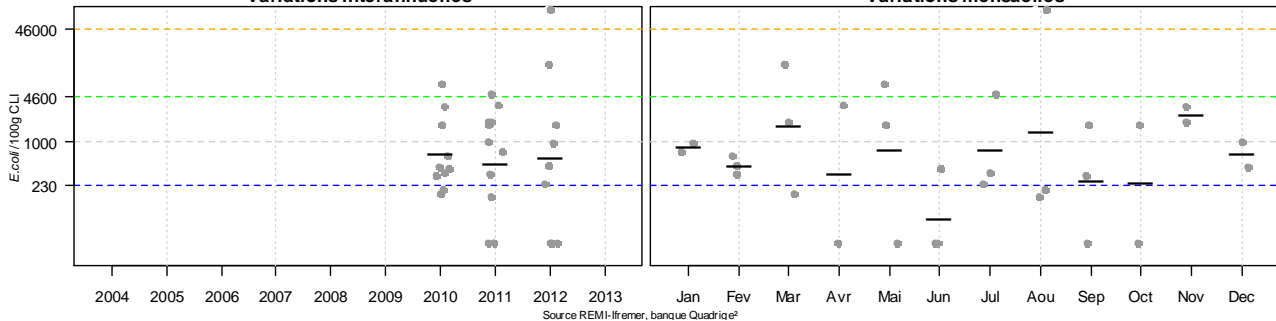 Variations interannuelles
Variations mensuelles
46000
4600
1000
230
E.coli/100g CLI
2004 2005 2006 2007 2008 2009 2010 2011 2012 2013
Jan Fev Mar Avr Mai Jun Jul Aou Sep Oct Nov Dec
Source REMI-Ifremer, banque Quadrige²